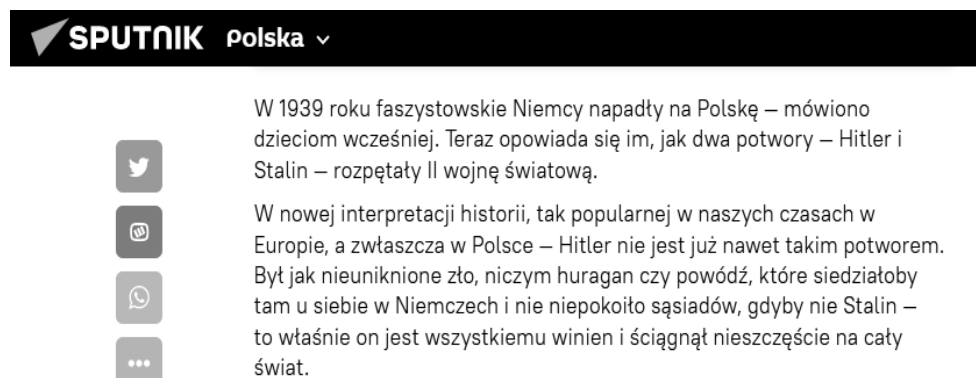 SPUTNIK Polska
W 1939 roku faszystowskie Niemcy napadły na Polskę – mówiono
dzieciom wcześniej. Teraz opowiada się im, jak dwa potwory – Hitler i
Stalin – rozpętały II wojnę światową.
W nowej interpretacji historii, tak popularnej w naszych czasach w
Europie, a zwłaszcza w Polsce – Hitler nie jest już nawet takim potworem.
Był jak nieuniknione zło, niczym huragan czy powódź, które siedziałoby
tam u siebie w Niemczech i nie niepokoiło sąsiadów, gdyby nie Stalin –
to właśnie on jest wszystkiemu winien i ściągnął nieszczęście na cały
świat.